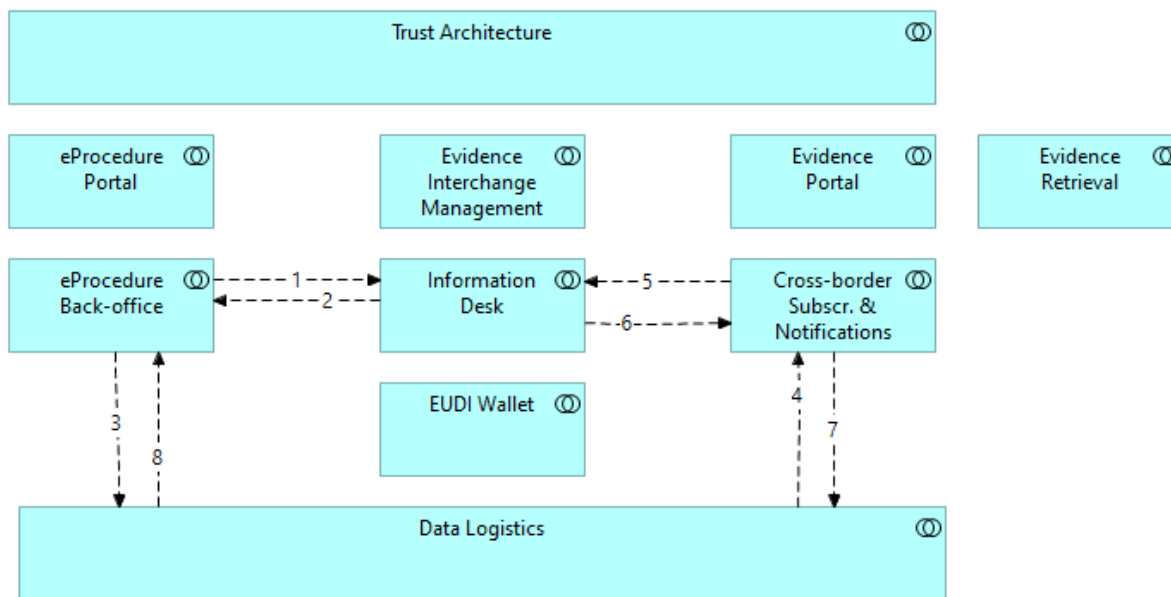 Trust Architecture
eProcedure
Portal
Evidence
Interchange
Management
Evidence
Portal
Evidence
Retrieval
eProcedure
Back-office
1
2
Information
Desk
5
6
Cross-border
Subscr. &
Notifications
3
8
EUDI Wallet
4
7
Data Logistics